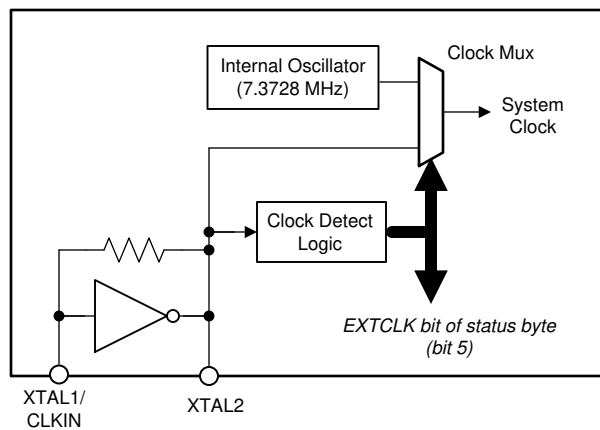 Internal Oscillator
(7.3728 MHz)
Clock Mux
System
Clock
Clock Detect
Logic
EXTCLK bit of status byte
(bit 5)
XTAL1/
CLKIN
XTAL2